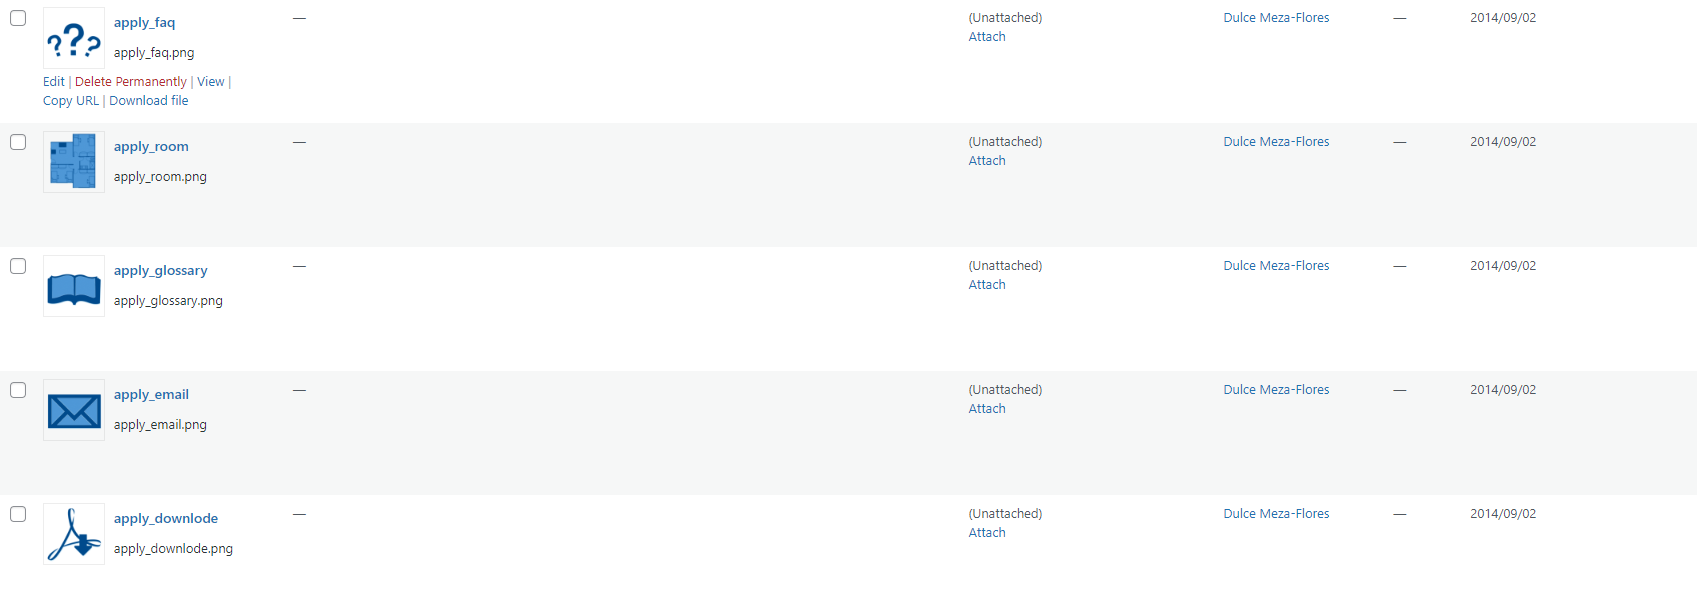 apply_faq — (Unattached) Dulce Meza-Flores — 2014/09/02
Attach
apply_faq.png
Edit | Delete Permanently | View |
Copy URL | Download file
apply_room — (Unattached) Dulce Meza-Flores — 2014/09/02
Attach
apply_room.png
apply_glossary — (Unattached) Dulce Meza-Flores — 2014/09/02
Attach
apply_glossary.png
apply_email — (Unattached) Dulce Meza-Flores — 2014/09/02
Attach
apply_email.png
apply_downlode — (Unattached) Dulce Meza-Flores — 2014/09/02
Attach
apply_downlode.png